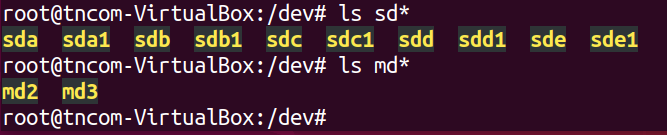 root@tncom-VirtualBox:/dev# ls sd*
sda  sda1  sdb  sdb1  sdc  sdc1  sdd  sdd1  sde  sde1
root@tncom-VirtualBox:/dev# ls md*
md2  md3
root@tncom-VirtualBox:/dev#